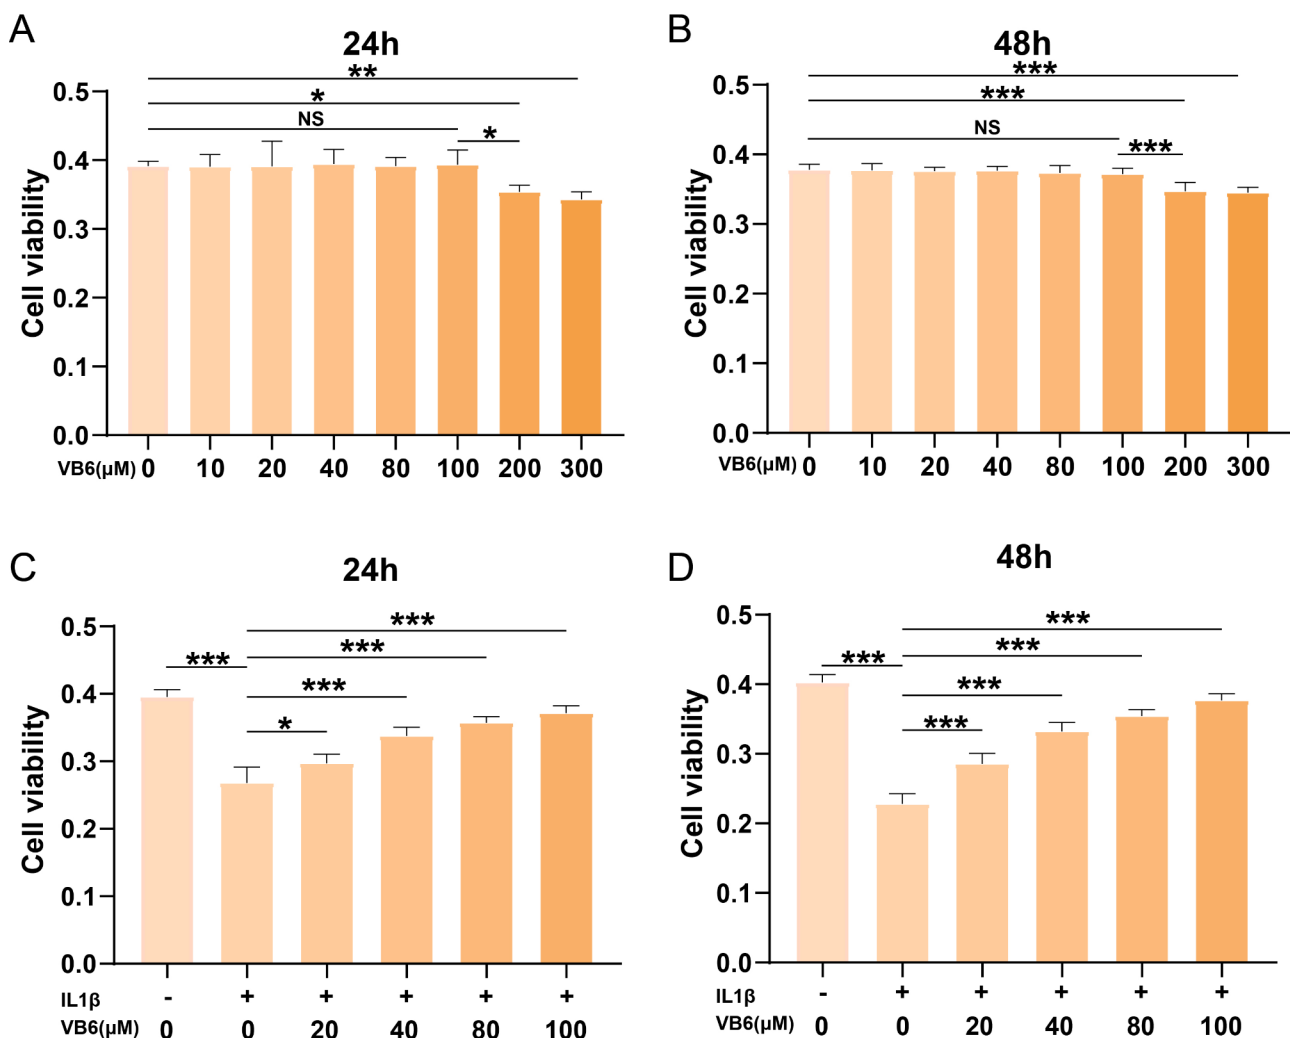 A
24h
**
*
NS
*
0.5
0.4
0.3
0.2
0.1
0.0
Cell viability
VB6(μM) 0 10 20 40 80 100 200 300
B
48h
***
***
NS
***
0.5
0.4
0.3
0.2
0.1
0.0
Cell viability
VB6(μM) 0 10 20 40 80 100 200 300
C
24h
***
***
***
***
*
0.5
0.4
0.3
0.2
0.1
0.0
Cell viability
IL1β - + + + + +
VB6(μM) 0 0 20 40 80 100
D
48h
***
***
***
***
***
0.5
0.4
0.3
0.2
0.1
0.0
Cell viability
IL1β - + + + + +
VB6(μM) 0 0 20 40 80 100